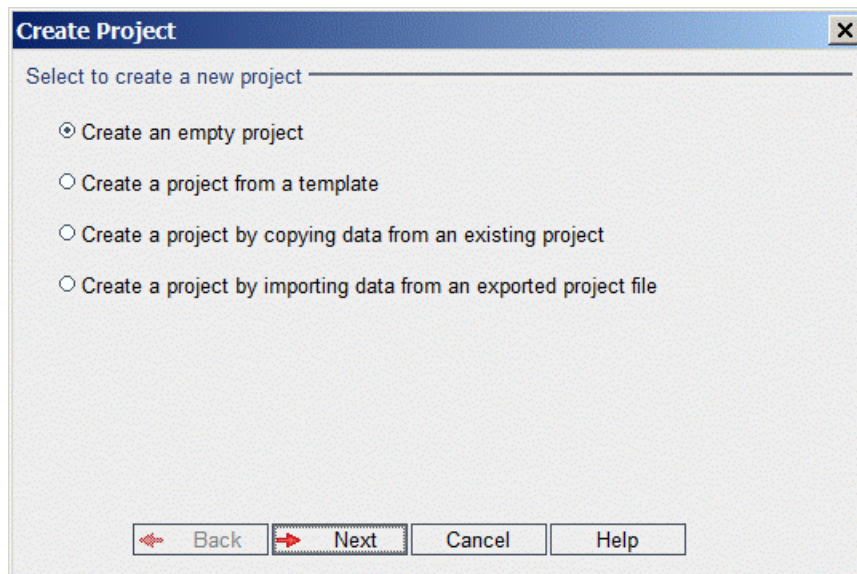 Create Project
Select to create a new project
Create an empty project
Create a project from a template
Create a project by copying data from an existing project
Create a project by importing data from an exported project file
Back Next Cancel Help